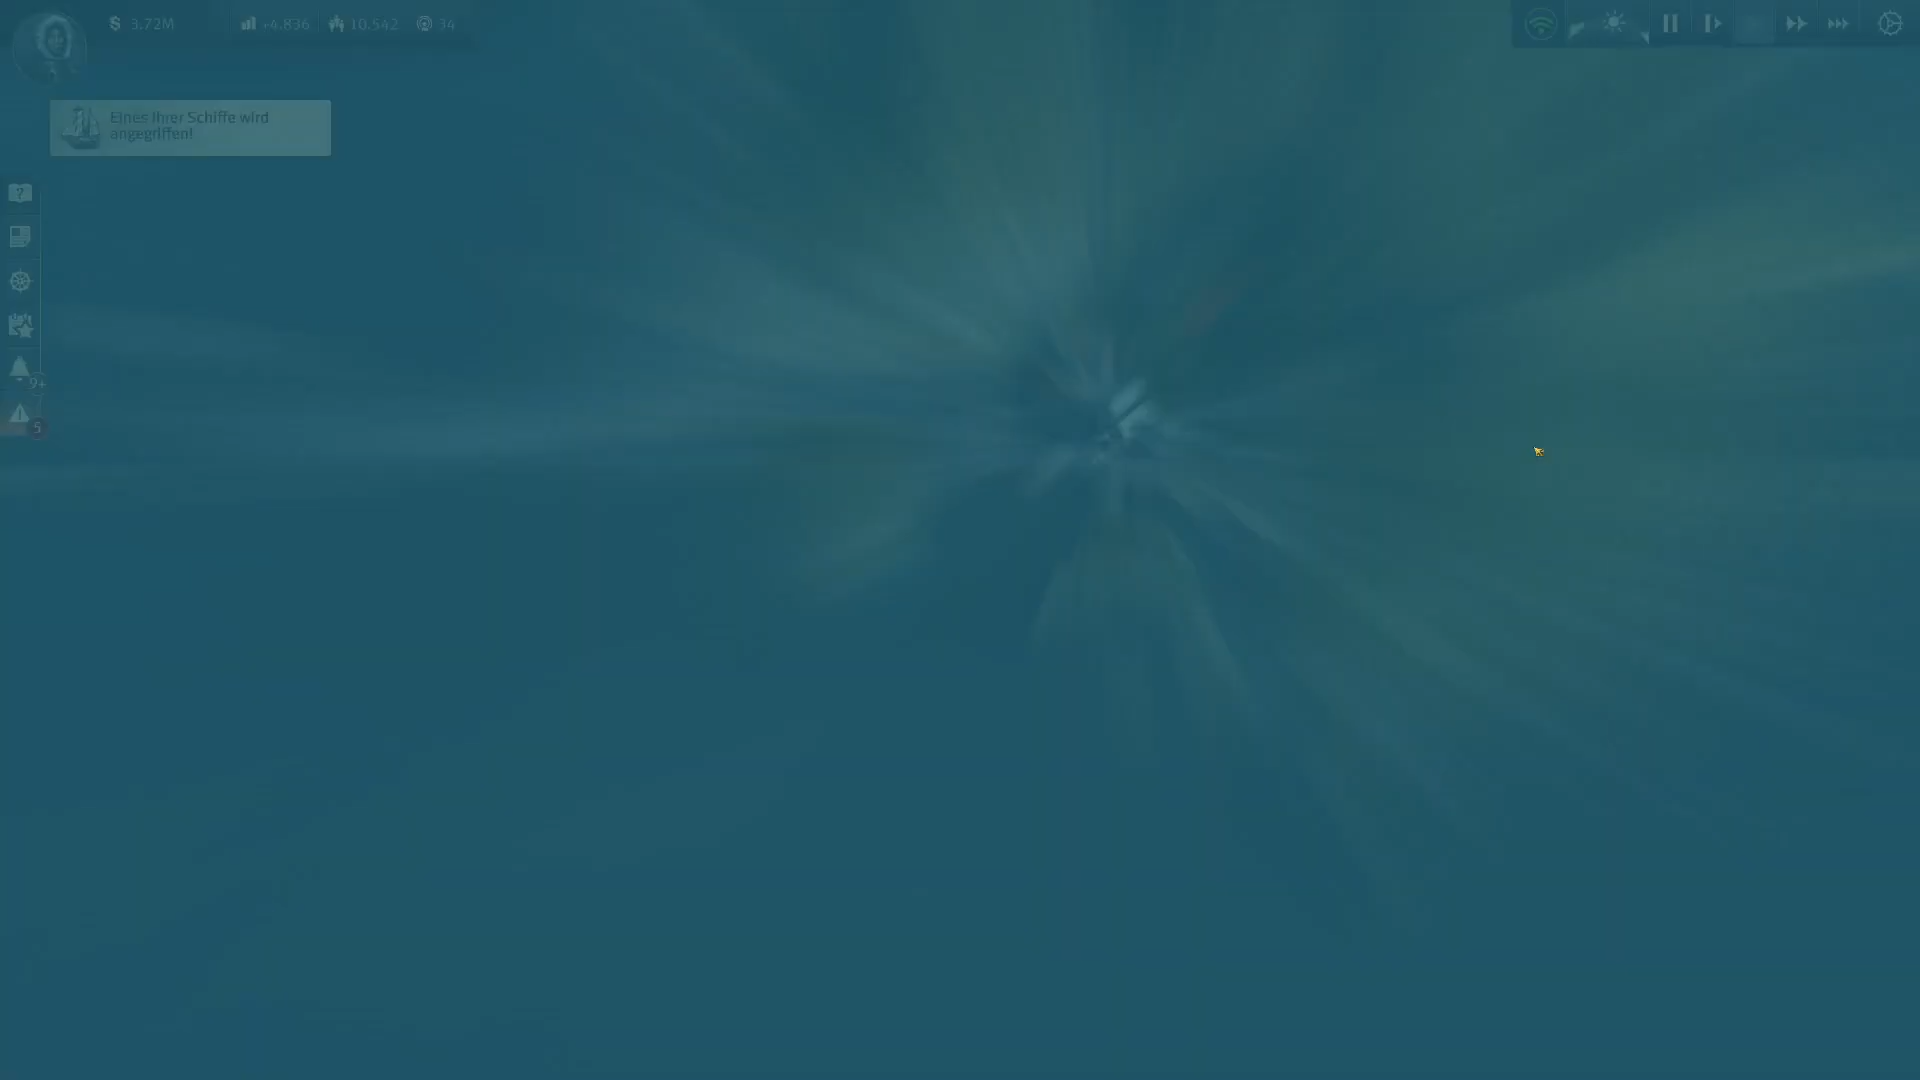 3.72M
+4.836
10.542
34
Eines Ihrer Schiffe wird
angegriffen!
?
9+
5